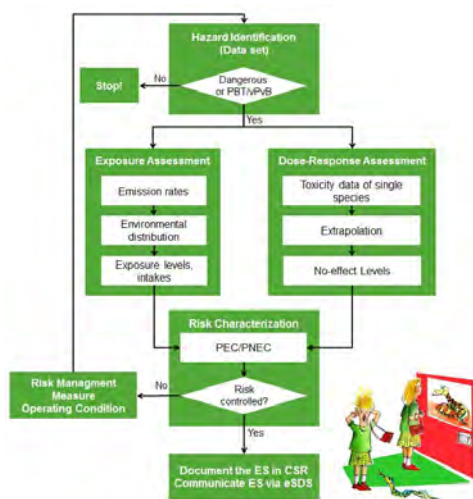 Hazard Identification
(Data set)
Dangerous
or PBT/vPvB
No
Stop!
Yes
Exposure Assessment
Emission rates
Environmental
distribution
Exposure levels,
intakes
Dose-Response Assessment
Toxicity data of single
species
Extrapolation
No-effect Levels
Risk Characterization
PEC/PNEC
Risk
controlled?
No
Risk Managment
Measure
Operating Condition
Yes
Document the ES in CSR
Communicate ES via eSDS